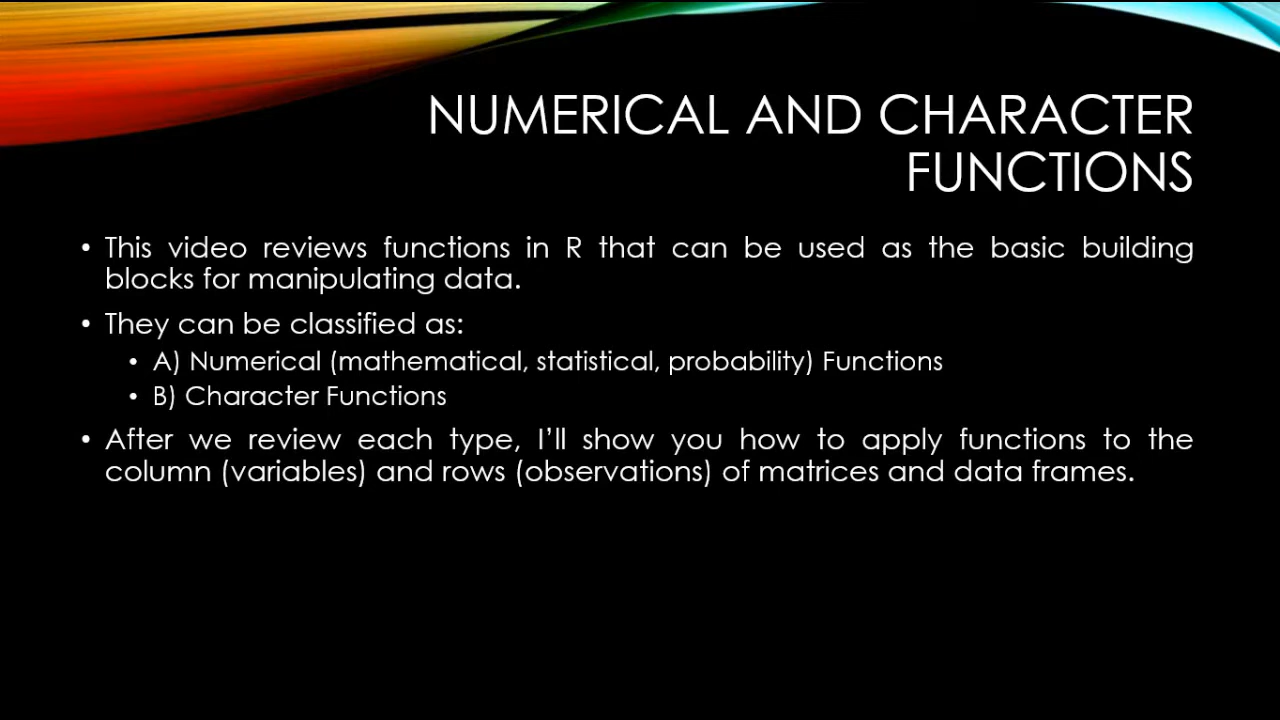 NUMERICAL AND CHARACTER
FUNCTIONS
• This video reviews functions in R that can be used as the basic building
blocks for manipulating data.
• They can be classified as:
• A) Numerical (mathematical, statistical, probability) Functions
• B) Character Functions
• After we review each type, I’ll show you how to apply functions to the
column (variables) and rows (observations) of matrices and data frames.